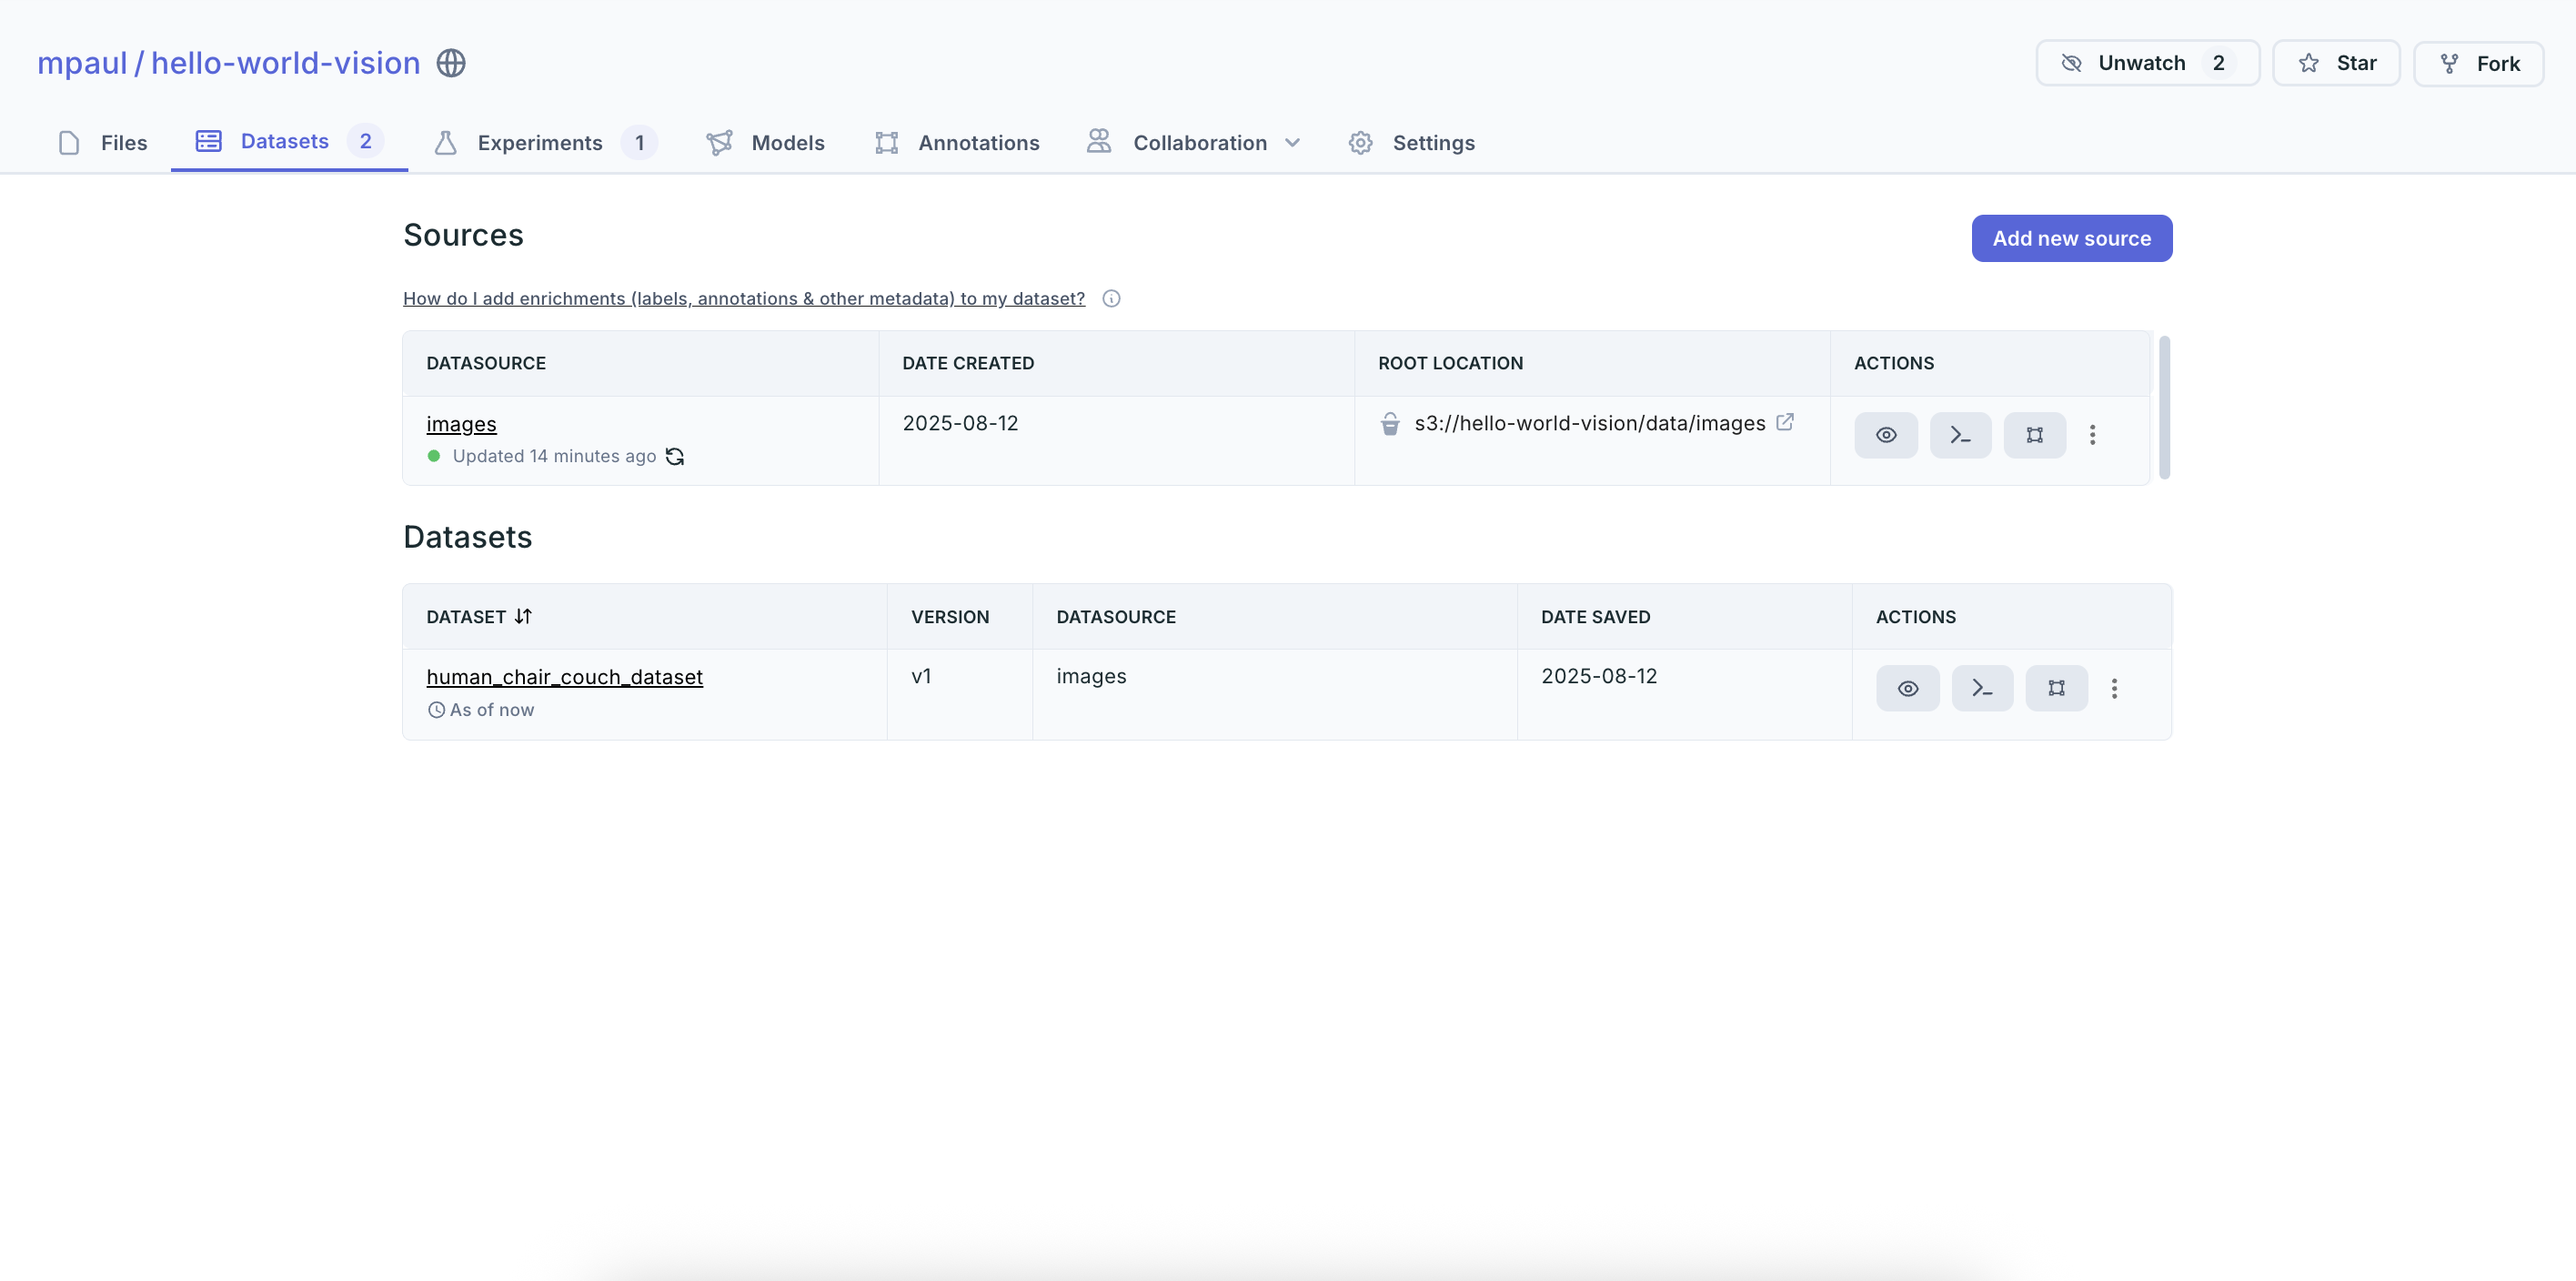 mpaul / hello-world-vision
Unwatch 2 Star Fork
Files Datasets 2 Experiments 1 Models Annotations Collaboration Settings
Sources
Add new source
How do I add enrichments (labels, annotations & other metadata) to my dataset?
DATASOURCE DATE CREATED ROOT LOCATION ACTIONS
images 2025-08-12 s3://hello-world-vision/data/images
Updated 14 minutes ago
Datasets
DATASET VERSION DATASOURCE DATE SAVED ACTIONS
human_chair_couch_dataset v1 images 2025-08-12
As of now